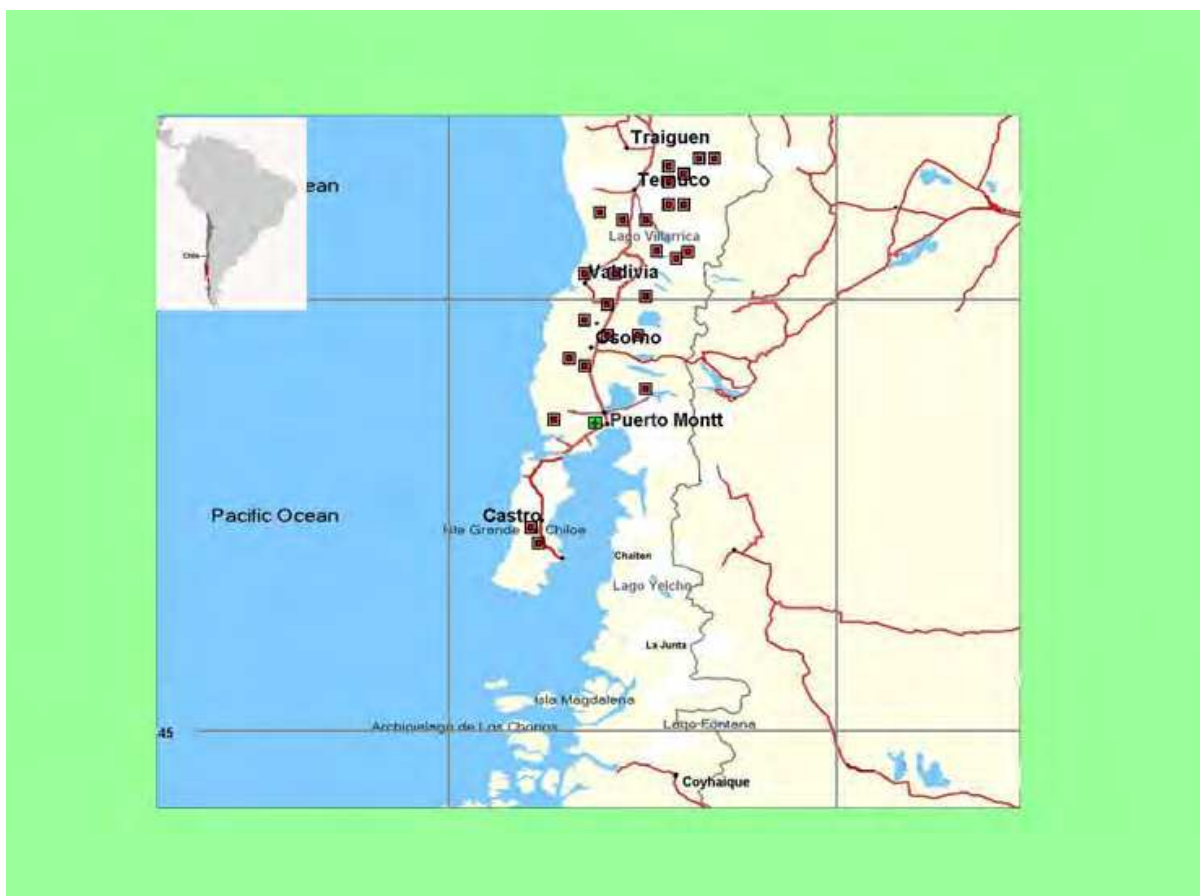 Traiguen
Chile
ean
Temuco
Lago Villarrica
Valdivia
Osorno
Puerto Montt
Pacific Ocean
Castro
Isla Grande Chiloe
Chaiten
Lago Yelcho
La Junta
Isla Magdalena
Archipielago de Los Chonos
Lago Fontana
45
Coyhaique